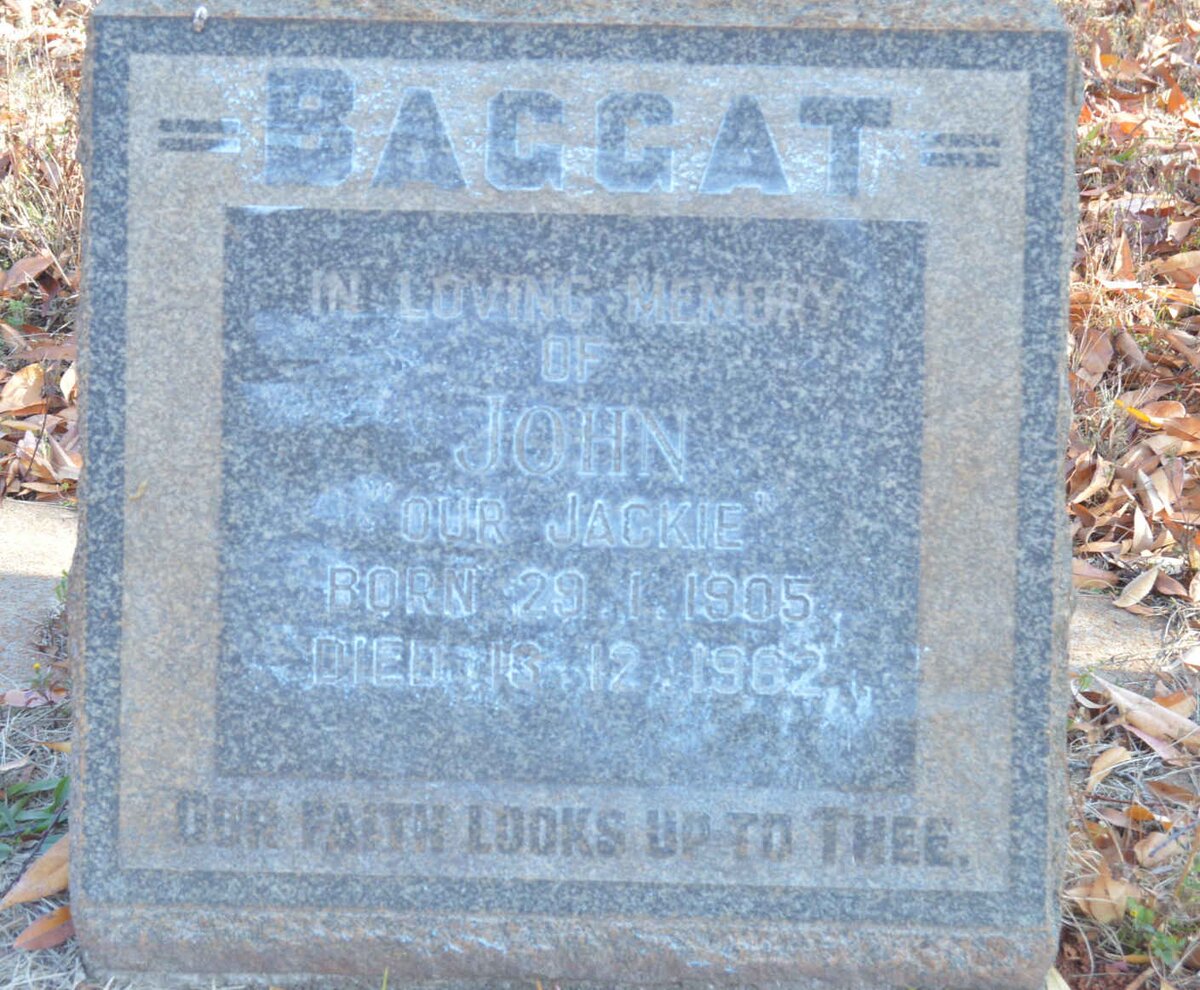 = BAGGAT =
IN LOVING MEMORY
OF
JOHN
"OUR JACKIE"
BORN 29.1.1905
DIED 13.12.1962
OUR FAITH LOOKS UP TO THEE.